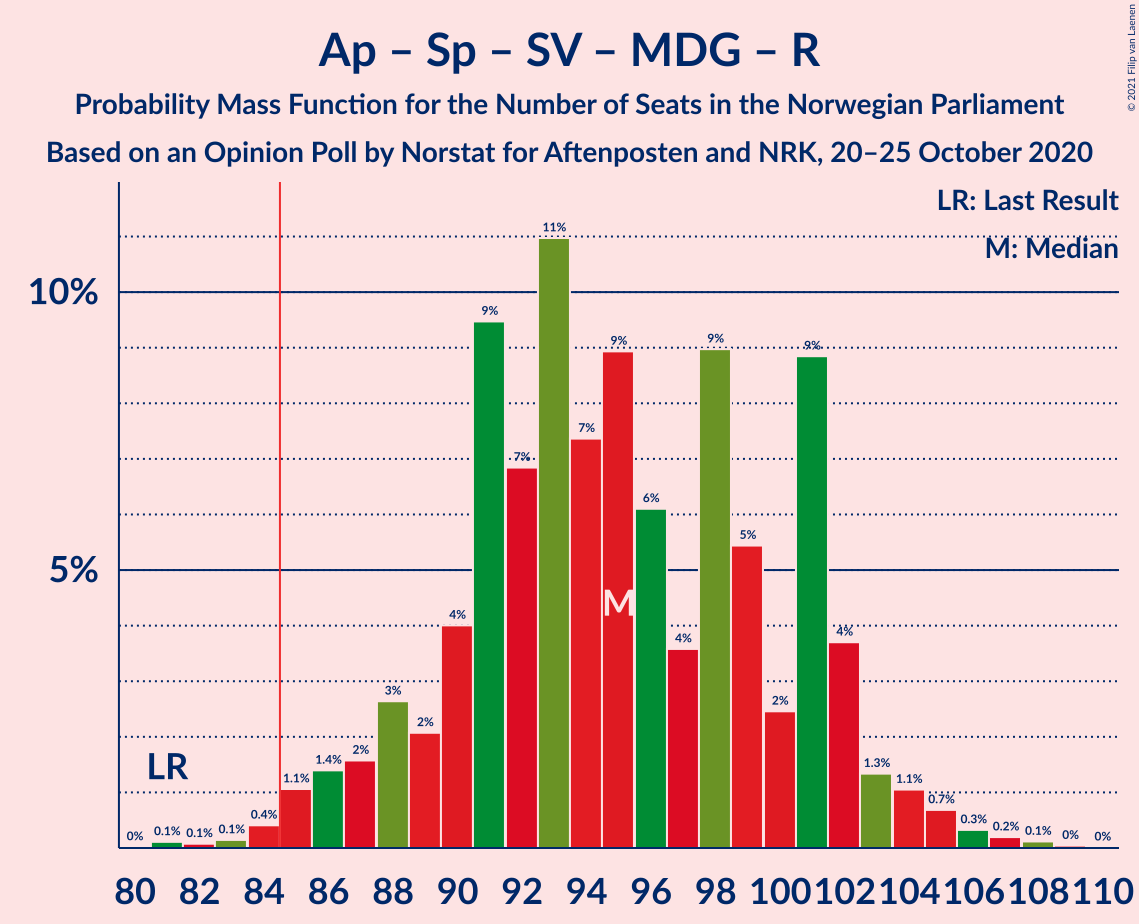 Ap – Sp – SV – MDG – R
Probability Mass Function for the Number of Seats in the Norwegian Parliament
Based on an Opinion Poll by Norstat for Aftenposten and NRK, 20–25 October 2020
© 2021 Filip van Laenen
LR: Last Result
M: Median
10%
5%
LR
M
0% 0.1% 0.1% 0.1% 0.4% 1.1% 1.4% 2% 3% 2% 4% 9% 7% 11% 7% 9% 6% 4% 9% 5% 2% 9% 4% 1.3% 1.1% 0.7% 0.3% 0.2% 0.1% 0% 0%
80 82 84 86 88 90 92 94 96 98 100 102 104 106 108 110